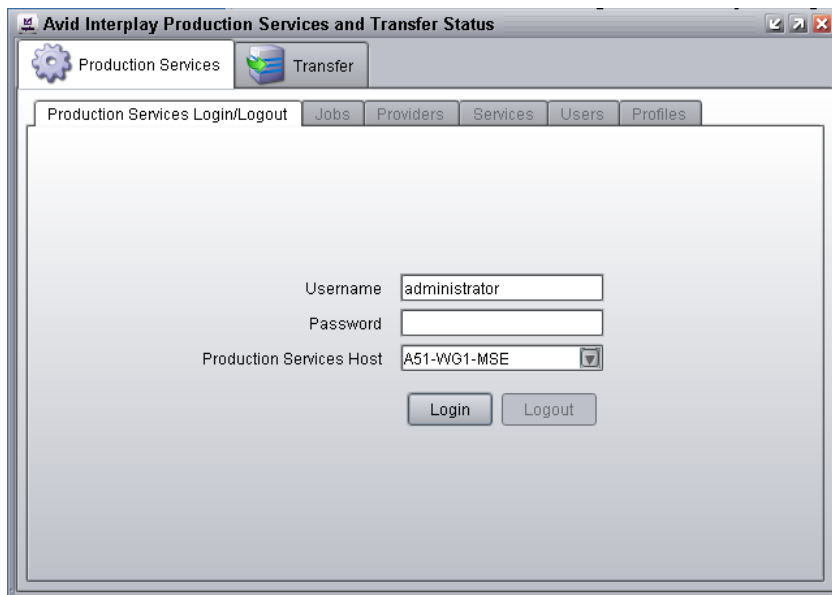 Avid Interplay Production Services and Transfer Status
Production Services Transfer
Production Services Login/Logout Jobs Providers Services Users Profiles
Username administrator
Password
Production Services Host A51-WG1-MSE
Login Logout